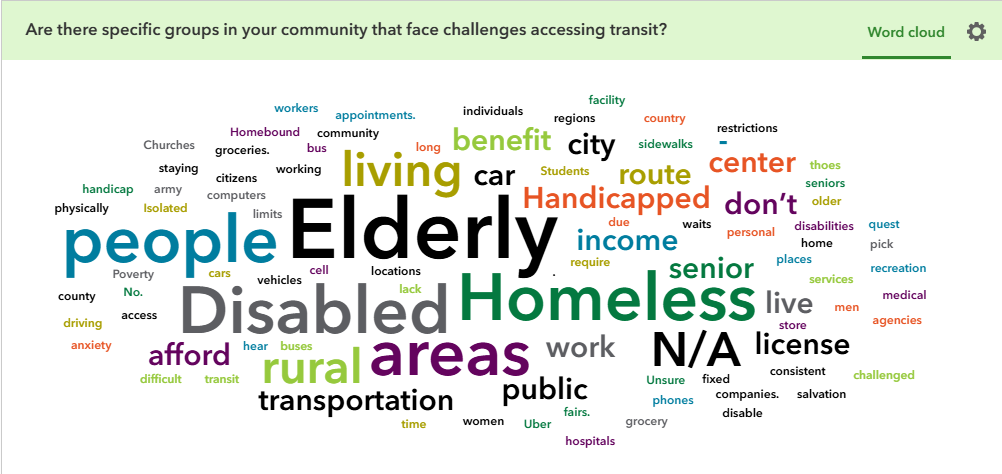 Are there specific groups in your community that face challenges accessing transit?
Word cloud
facility
workers
appointments.
individuals
regions
country
Homebound
community
restrictions
Churches
groceries.
bus
long
benefit
city
sidewalks
-
staying
working
living
car
Students
route
center
thoes
citizens
handicap
army
computers
Handicapped
don't
seniors
older
physically
Isolated
limits
people
Elderly
due
waits
personal
disabilities
quest
income
home
pick
Poverty
cars
cell
locations
.
require
senior
places
recreation
vehicles
services
county
No.
lack
Disabled
Homeless
live
men
medical
driving
access
store
agencies
anxiety
afford
hear
buses
areas
work
N/A
license
difficult
transit
rural
public
Unsure
fixed
consistent
challenged
transportation
phones
companies.
salvation
disable
time
women
Uber
fairs.
grocery
hospitals